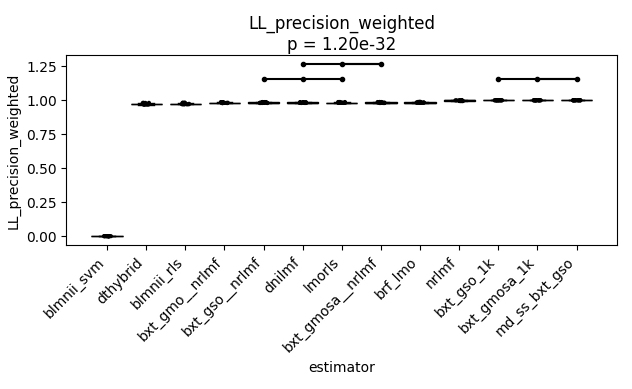 LL_precision_weighted
p = 1.20e-32
LL_precision_weighted
1.25
1.00
0.75
0.50
0.25
0.00
blmnii_svm
dthybrid
blmnii_rls
bxt_gmo__nrlmf
bxt_gso__nrlmf
dnilmf
lmorls
bxt_gmosa__nrlmf
brf_lmo
nrlmf
bxt_gso_1k
bxt_gmosa_1k
md_ss_bxt_gso
estimator